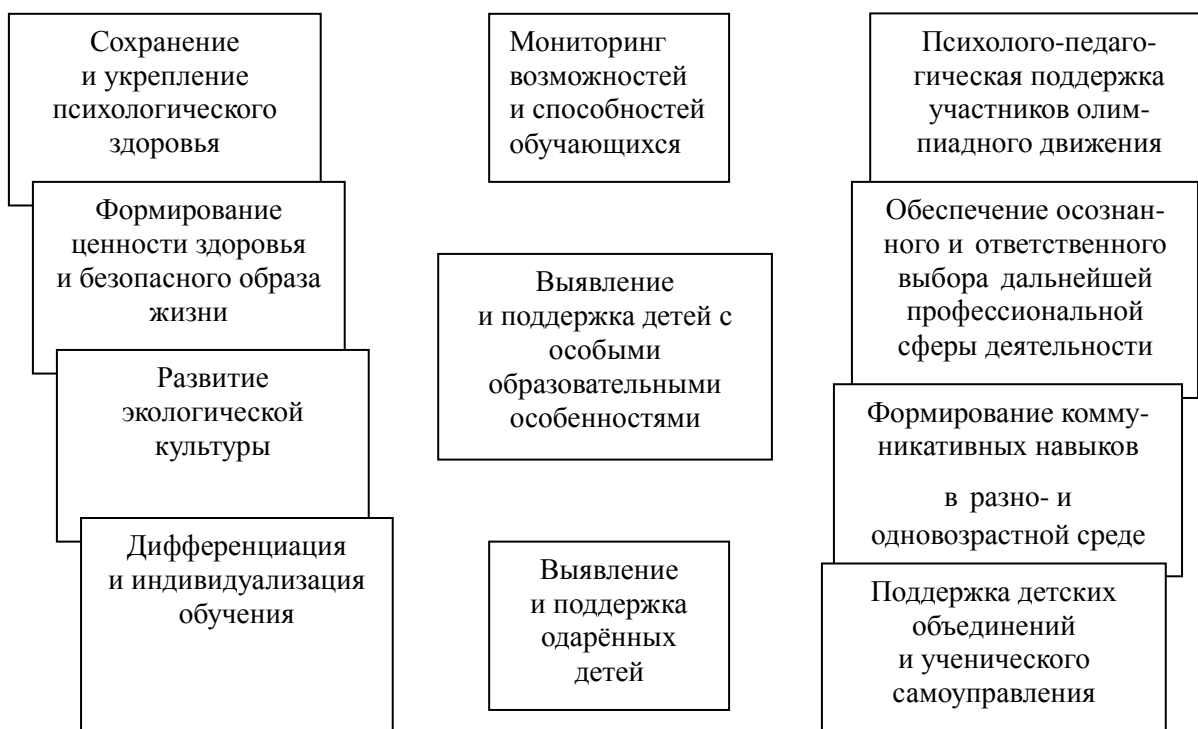 Сохранение
и укрепление
психологического
здоровья
Формирование
ценности здоровья
и безопасного образа
жизни
Развитие
экологической
культуры
Дифференциация
и индивидуализация
обучения
Мониторинг
возможностей
и способностей
обучающихся
Выявление
и поддержка детей с
особыми
образовательными
особенностями
Выявление
и поддержка
одарённых
детей
Психолого-педаго-
гическая поддержка
участников олим-
пиадного движения
Обеспечение осознан-
ного и ответственного
выбора дальнейшей
профессиональной
сферы деятельности
Формирование комму-
никативных навыков
в разно- и
одновозрастной среде
Поддержка детских
объединений
и ученического
самоуправления